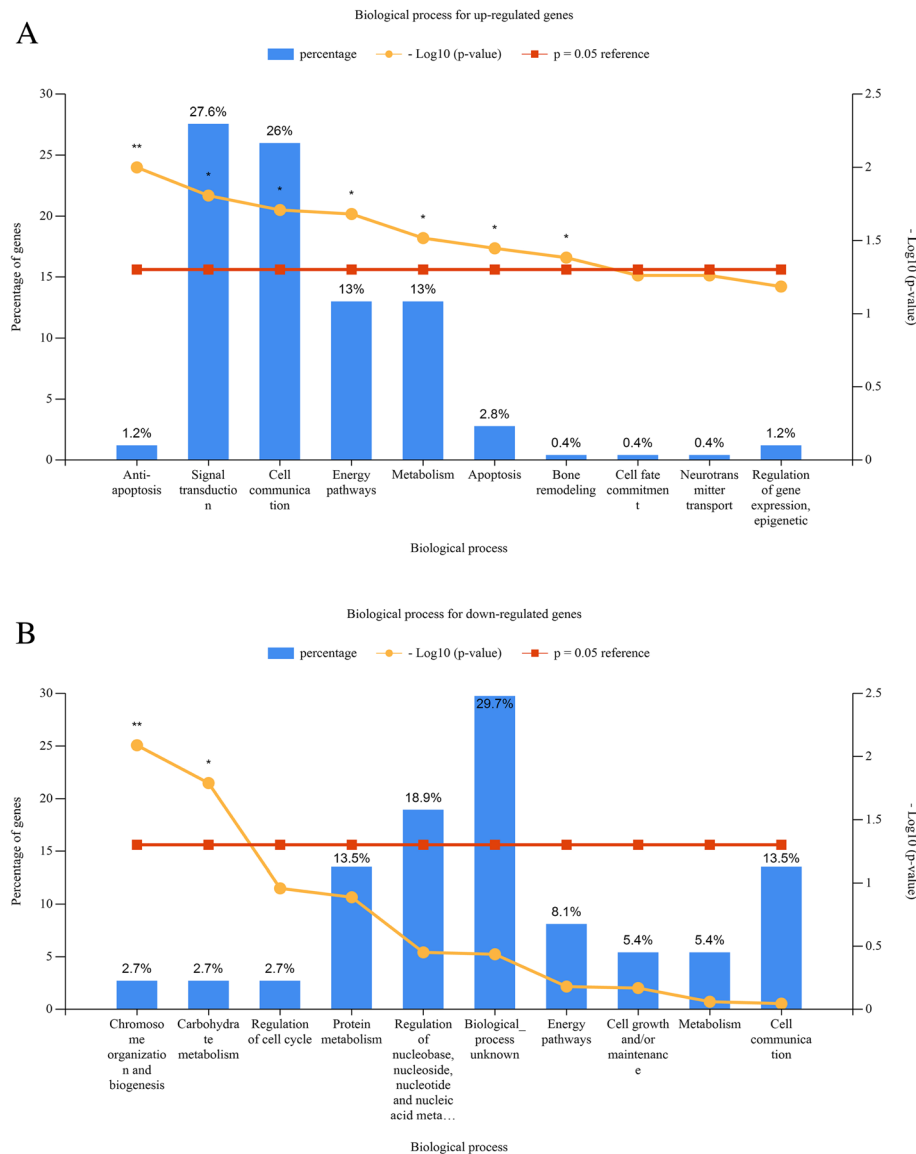 A
Biological process for up-regulated genes
percentage
- Log10 (p-value)
p = 0.05 reference
30
25
20
15
10
5
0
Percentage of genes
2.5
2
1.5
1
0.5
0
- Log10 (p-value)
**
*
*
*
*
*
*
1.2%
27.6%
26%
13%
13%
2.8%
0.4%
0.4%
0.4%
1.2%
Anti-
apoptosis
Signal
transductio
n
Cell
communica
tion
Energy
pathways
Metabolism
Apoptosis
Bone
remodeling
Cell fate
commitmen
t
Neurotrans
mitter
transport
Regulation
of gene
expression,
epigenetic
Biological process
B
Biological process for down-regulated genes
percentage
- Log10 (p-value)
p = 0.05 reference
30
25
20
15
10
5
0
Percentage of genes
2.5
2
1.5
1
0.5
0
- Log10 (p-value)
**
*
2.7%
2.7%
2.7%
13.5%
18.9%
29.7%
8.1%
5.4%
5.4%
13.5%
Chromoso
me
organizatio
n and
biogenesis
Carbohydra
te
metabolism
Regulation
of cell cycle
Protein
metabolism
Regulation
of
nucleobase,
nucleoside,
nucleotide
and nucleic
acid meta…
Biological_
process
unknown
Energy
pathways
Cell growth
and/or
maintenanc
e
Metabolism
Cell
communica
tion
Biological process